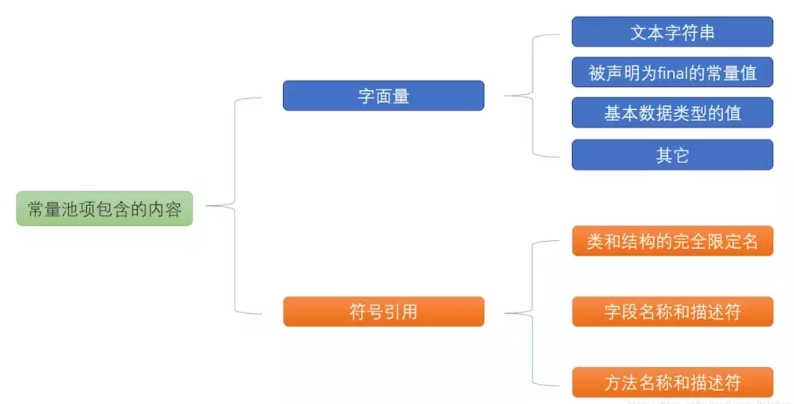 文本字符串
被声明为final的常量值
字面量
基本数据类型的值
其它
常量池项包含的内容
类和结构的完全限定名
符号引用
字段名称和描述符
方法名称和描述符